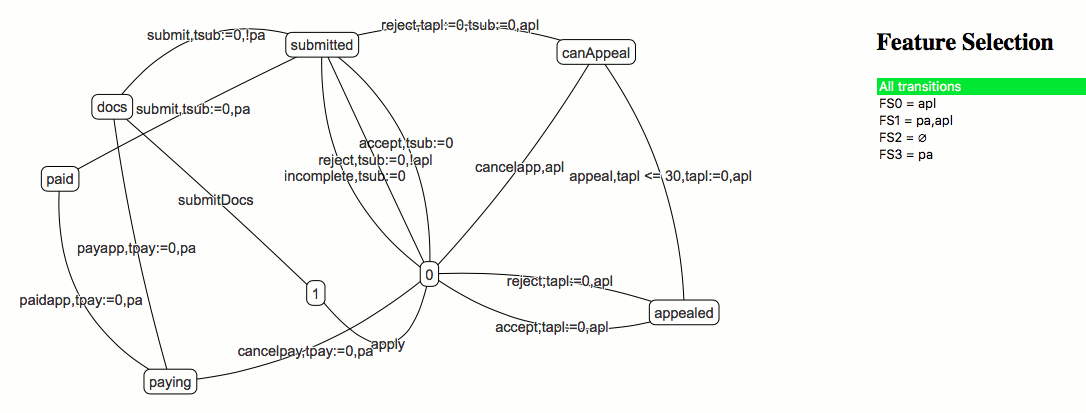 reject,tapl:=0,tsub:=0,apl
submit,tsub:=0,!pa
submitted
canAppeal
Feature Selection
All transitions
FS0 = apl
FS1 = pa,apl
FS2 = ∅
FS3 = pa
docs
submit,tsub:=0,pa
accept,tsub:=0
reject,tsub:=0,!apl
incomplete,tsub:=0
cancelapp,apl
appeal,tapl <= 30,tapl:=0,apl
paid
submitDocs
payapp,tpay:=0,pa
0
reject,tapl:=0,apl
1
paidapp,tpay:=0,pa
appealed
accept,tapl:=0,apl
apply
cancelpay,tpay:=0,pa
paying